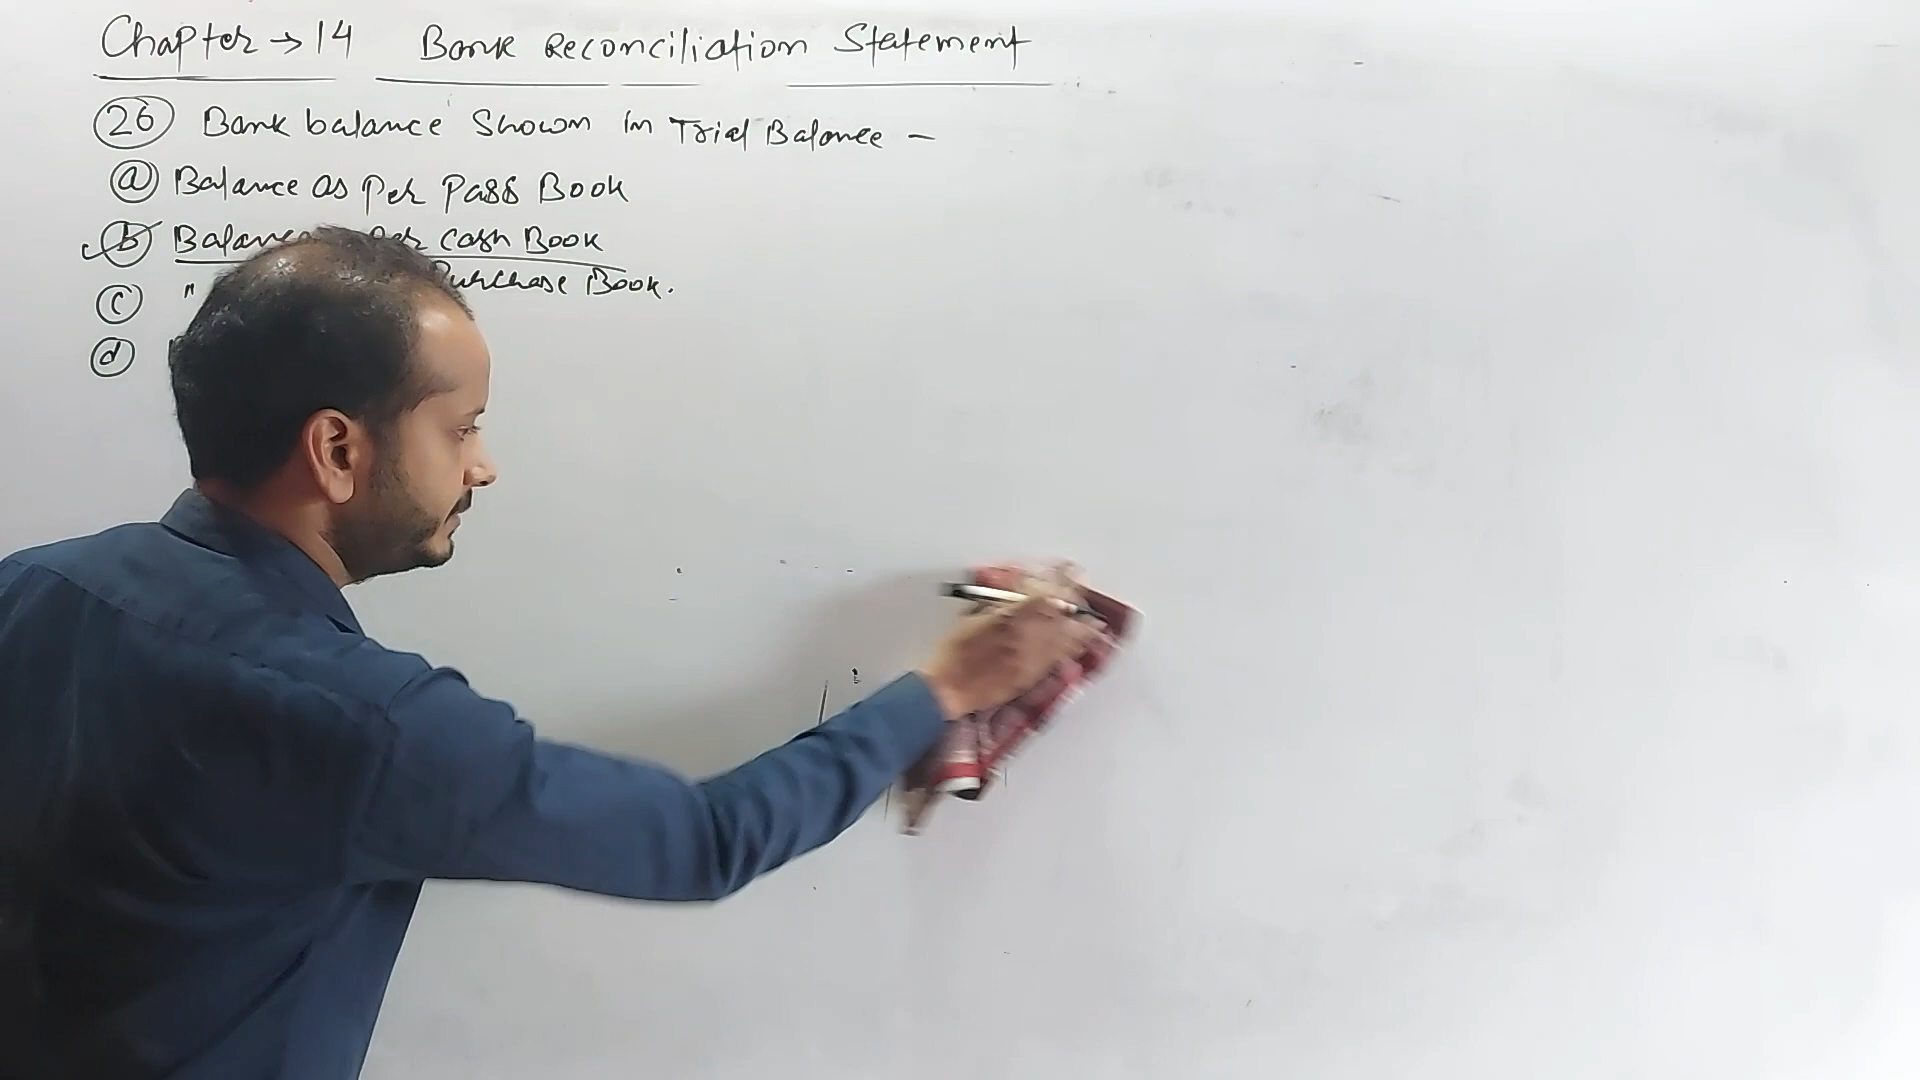 Chapter → 14 Bank Reconciliation Statement
26 Bank balance Shown in Trial Balance –
a Balance as Per Pass Book
b Balance Per Cash Book
c " Purchase Book.
d